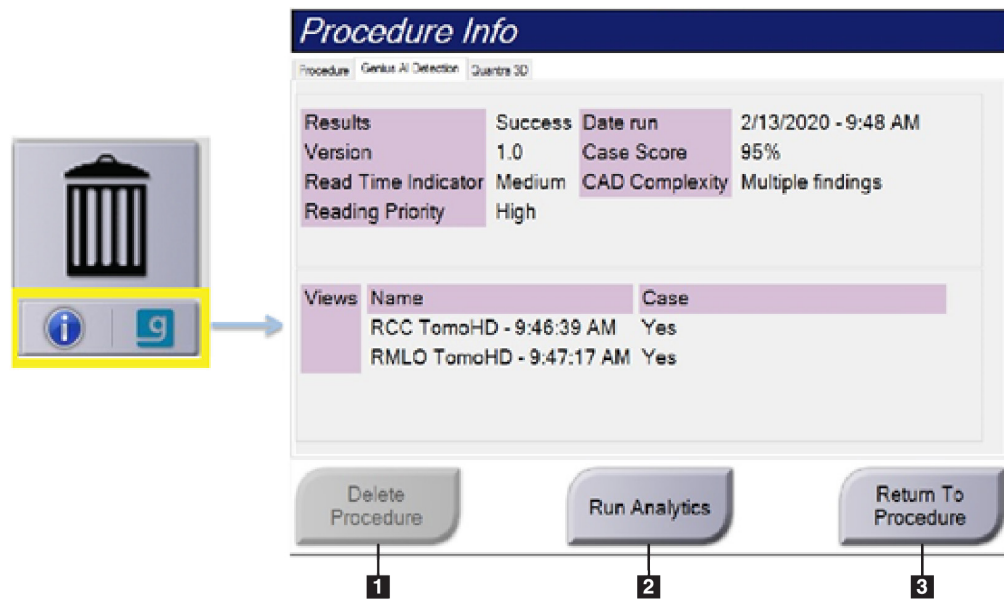 Procedure Info
Procedure Genius AI Detection Quantra 3D
Results Success Date run 2/13/2020 - 9:48 AM
Version 1.0 Case Score 95%
Read Time Indicator Medium CAD Complexity Multiple findings
Reading Priority High
Views Name Case
RCC TomoHD - 9:46:39 AM Yes
RMLO TomoHD - 9:47:17 AM Yes
i g
Delete
Procedure
Run Analytics
Return To
Procedure
1 2 3